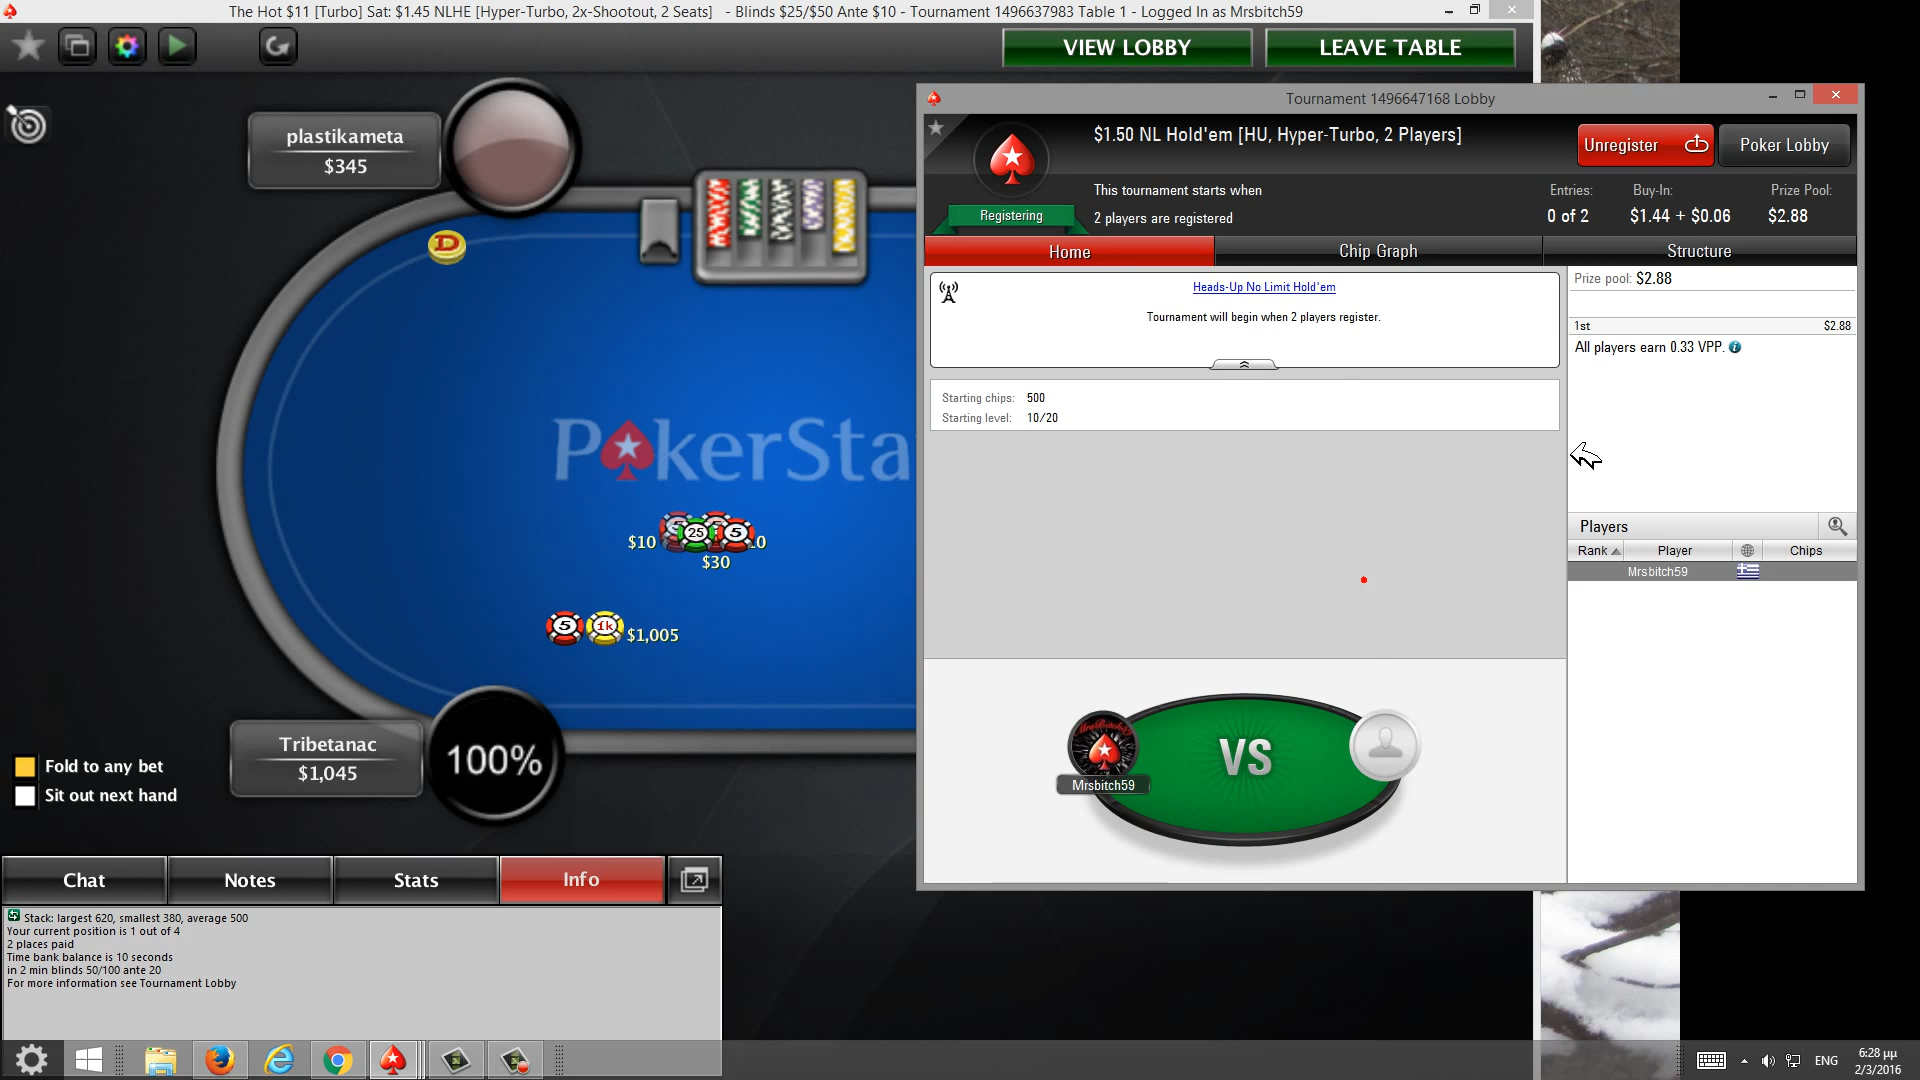 The Hot $11 [Turbo] Sat: $1.45 NLHE [Hyper-Turbo, 2x-Shootout, 2 Seats] - Blinds $25/$50 Ante $10 - Tournament 1496637983 Table 1 - Logged In as Mrsbitch59
VIEW LOBBY
LEAVE TABLE
plastikameta
$345
D
PokerSta
$10
25
5
$30
5
1k
$1,005
Tribetanac
$1,045
100%
Fold to any bet
Sit out next hand
Chat
Notes
Stats
Info
Stack: largest 620, smallest 380, average 500
Your current position is 1 out of 4
2 places paid
Time bank balance is 10 seconds
in 2 min blinds 50/100 ante 20
For more information see Tournament Lobby
Tournament 1496647168 Lobby
$1.50 NL Hold'em [HU, Hyper-Turbo, 2 Players]
Unregister
Poker Lobby
Registering
This tournament starts when
2 players are registered
Entries:
0 of 2
Buy-In:
$1.44 + $0.06
Prize Pool:
$2.88
Home
Chip Graph
Structure
Heads-Up No Limit Hold'em
Tournament will begin when 2 players register.
Starting chips: 500
Starting level: 10/20
Prize pool: $2.88
1st $2.88
All players earn 0.33 VPP.
Players
Rank Player Chips
Mrsbitch59
VS
Mrsbitch59
ENG
6:28 μμ
2/3/2016